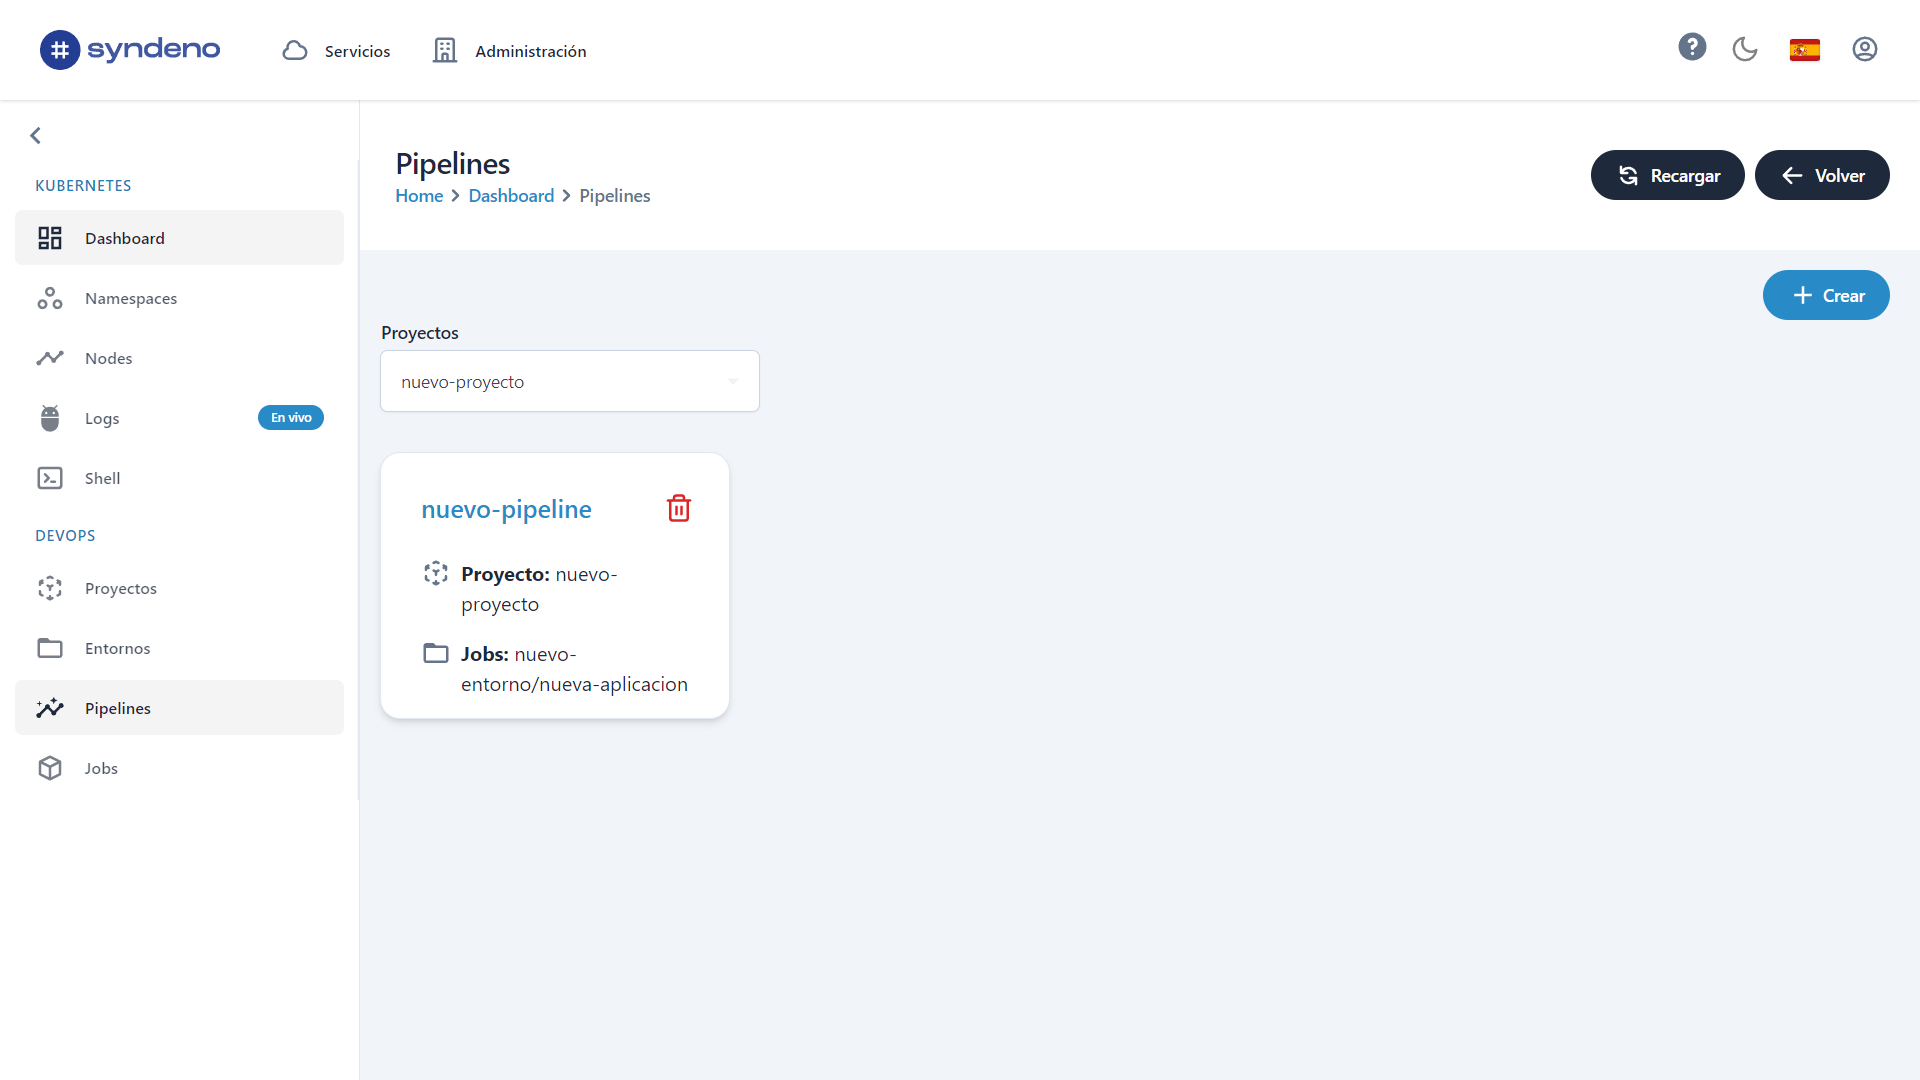 syndeno
Servicios
Administración
KUBERNETES
Dashboard
Namespaces
Nodes
Logs
En vivo
Shell
DEVOPS
Proyectos
Entornos
Pipelines
Jobs
Pipelines
Home > Dashboard > Pipelines
Recargar
Volver
Crear
Proyectos
nuevo-proyecto
nuevo-pipeline
Proyecto: nuevo-
proyecto
Jobs: nuevo-
entorno/nueva-aplicacion